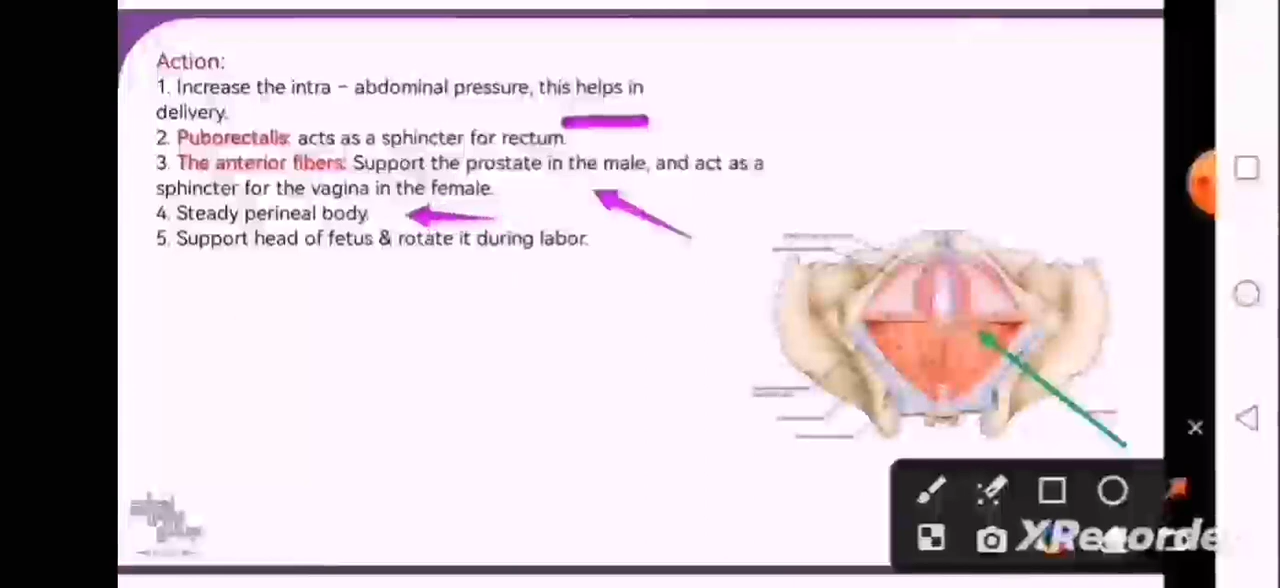 Action:
1. Increase the intra – abdominal pressure, this helps in
delivery.
2. Puborectalis: acts as a sphincter for rectum.
3. The anterior fibers: Support the prostate in the male, and act as a
sphincter for the vagina in the female.
4. Steady perineal body.
5. Support head of fetus & rotate it during labor.
XRecorde